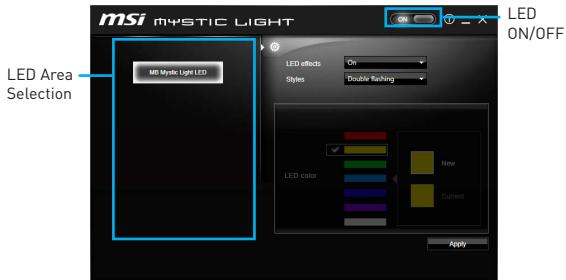 msi MYSTIC LIGHT
ON
LED
ON/OFF
LED Area
Selection
MB Mystic Light LED
LED effects
On
Styles
Double flashing
LED color
New
Current
Apply